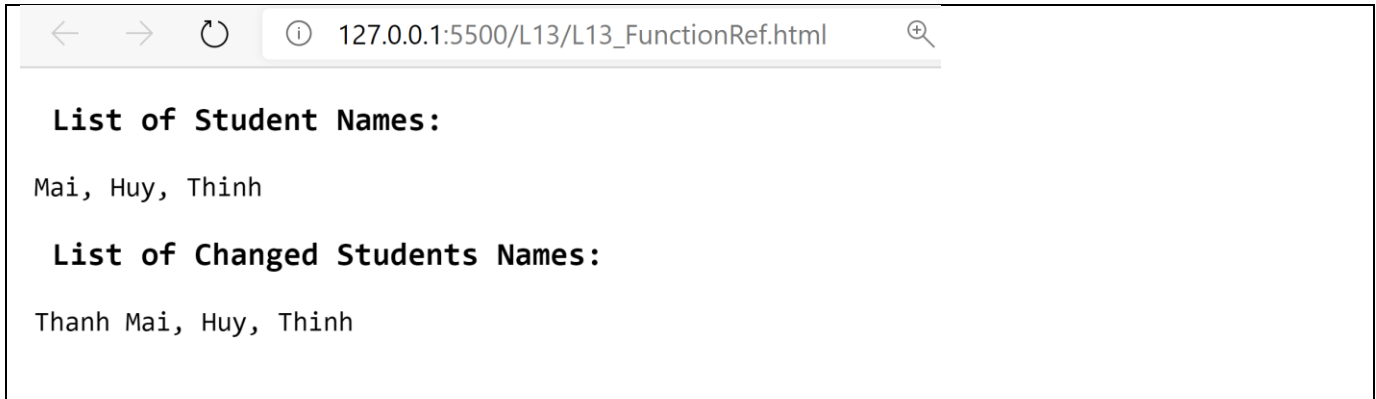 127.0.0.1:5500/L13/L13_FunctionRef.html
List of Student Names:
Mai, Huy, Thinh
List of Changed Students Names:
Thanh Mai, Huy, Thinh